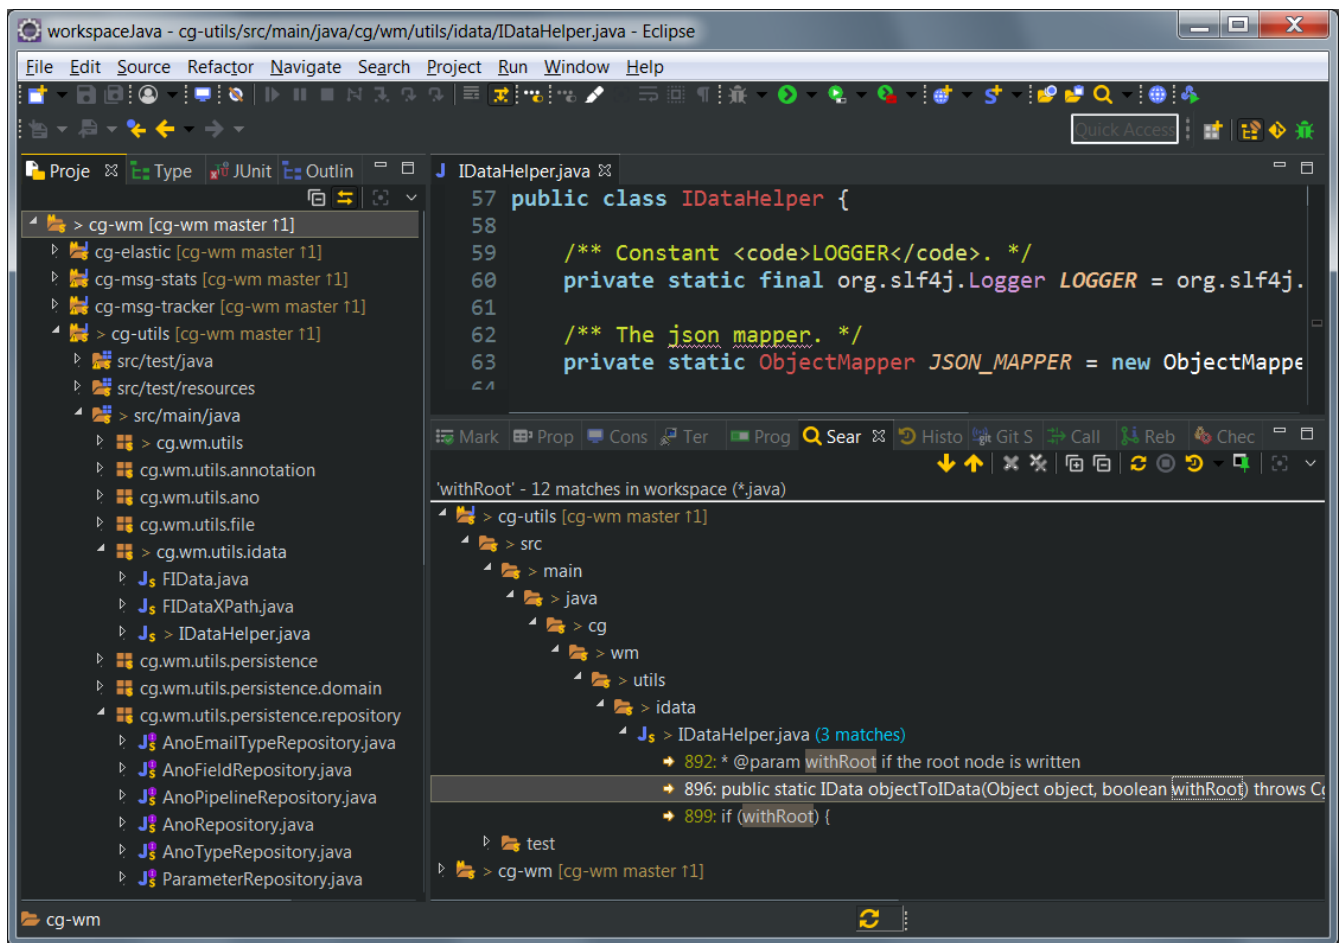 workspaceJava - cg-utils/src/main/java/cg/wm/utils/idata/IDataHelper.java - Eclipse
File Edit Source Refactor Navigate Search Project Run Window Help
Quick Access
Proje Type JUnit Outlin
> cg-wm [cg-wm master ↑1]
cg-elastic [cg-wm master ↑1]
cg-msg-stats [cg-wm master ↑1]
cg-msg-tracker [cg-wm master ↑1]
> cg-utils [cg-wm master ↑1]
src/test/java
src/test/resources
> src/main/java
> cg.wm.utils
cg.wm.utils.annotation
cg.wm.utils.ano
cg.wm.utils.file
> cg.wm.utils.idata
FIData.java
FIDataXPath.java
> IDataHelper.java
cg.wm.utils.persistence
cg.wm.utils.persistence.domain
cg.wm.utils.persistence.repository
AnoEmailTypeRepository.java
AnoFieldRepository.java
AnoPipelineRepository.java
AnoRepository.java
AnoTypeRepository.java
ParameterRepository.java
IDataHelper.java
57 public class IDataHelper {
58
59 /** Constant <code>LOGGER</code>. */
60 private static final org.slf4j.Logger LOGGER = org.slf4j.
61
62 /** The json mapper. */
63 private static ObjectMapper JSON_MAPPER = new ObjectMappe
64
Mark Prop Cons Ter Prog Sear Histo Git S Call Reb Chec
'withRoot' - 12 matches in workspace (*.java)
> cg-utils [cg-wm master ↑1]
> src
> main
> java
> cg
> wm
> utils
> idata
> IDataHelper.java (3 matches)
892: * @param withRoot if the root node is written
896: public static IData objectToIData(Object object, boolean withRoot) throws Cg
899: if (withRoot) {
test
> cg-wm [cg-wm master ↑1]
cg-wm